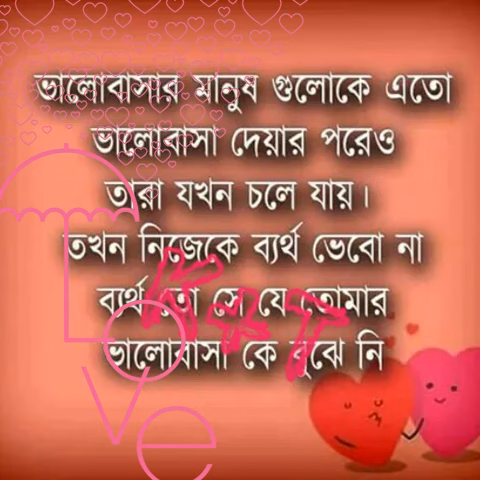 ভালোবাসার মানুষ গুলোকে এতো
ভালোবাসা দেয়ার পরেও
তারা যখন চলে যায়।
তখন নিজেকে ব্যর্থ ভেবো না
ব্যর্থ তো সে যে তোমার
ভালোবাসা কে বুঝে নি
Love